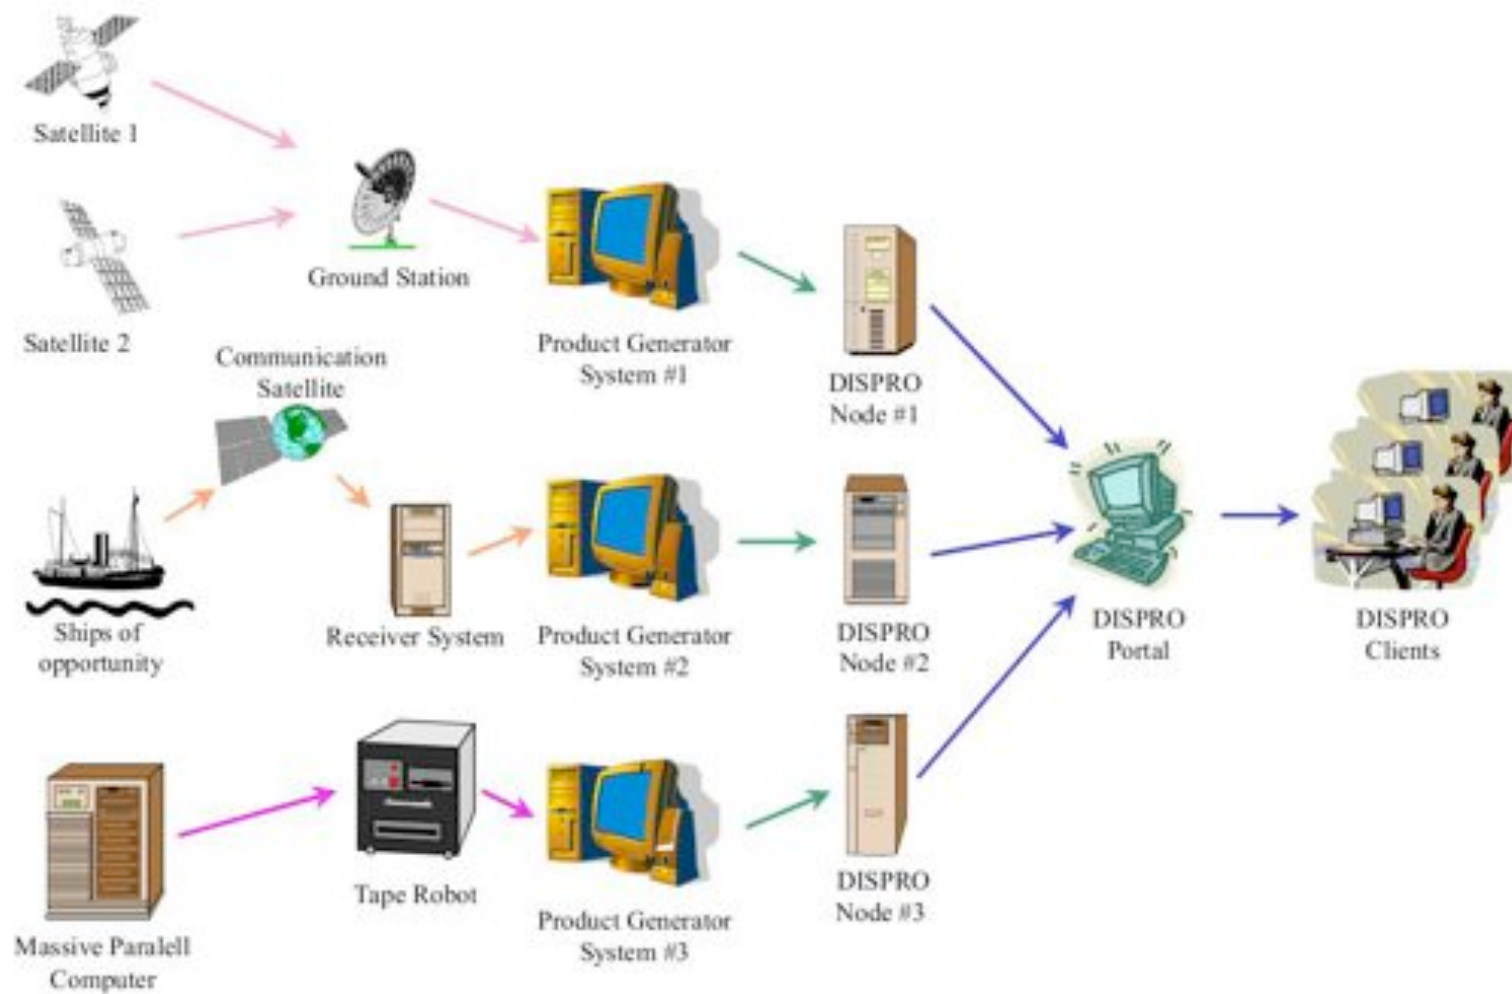 Satellite 1
Ground Station
Satellite 2
Communication
Satellite
Product Generator
System #1
DISPRO
Node #1
Ships of
opportunity
Receiver System
Product Generator
System #2
DISPRO
Node #2
DISPRO
Portal
DISPRO
Clients
Massive Paralell
Computer
Tape Robot
Product Generator
System #3
DISPRO
Node #3